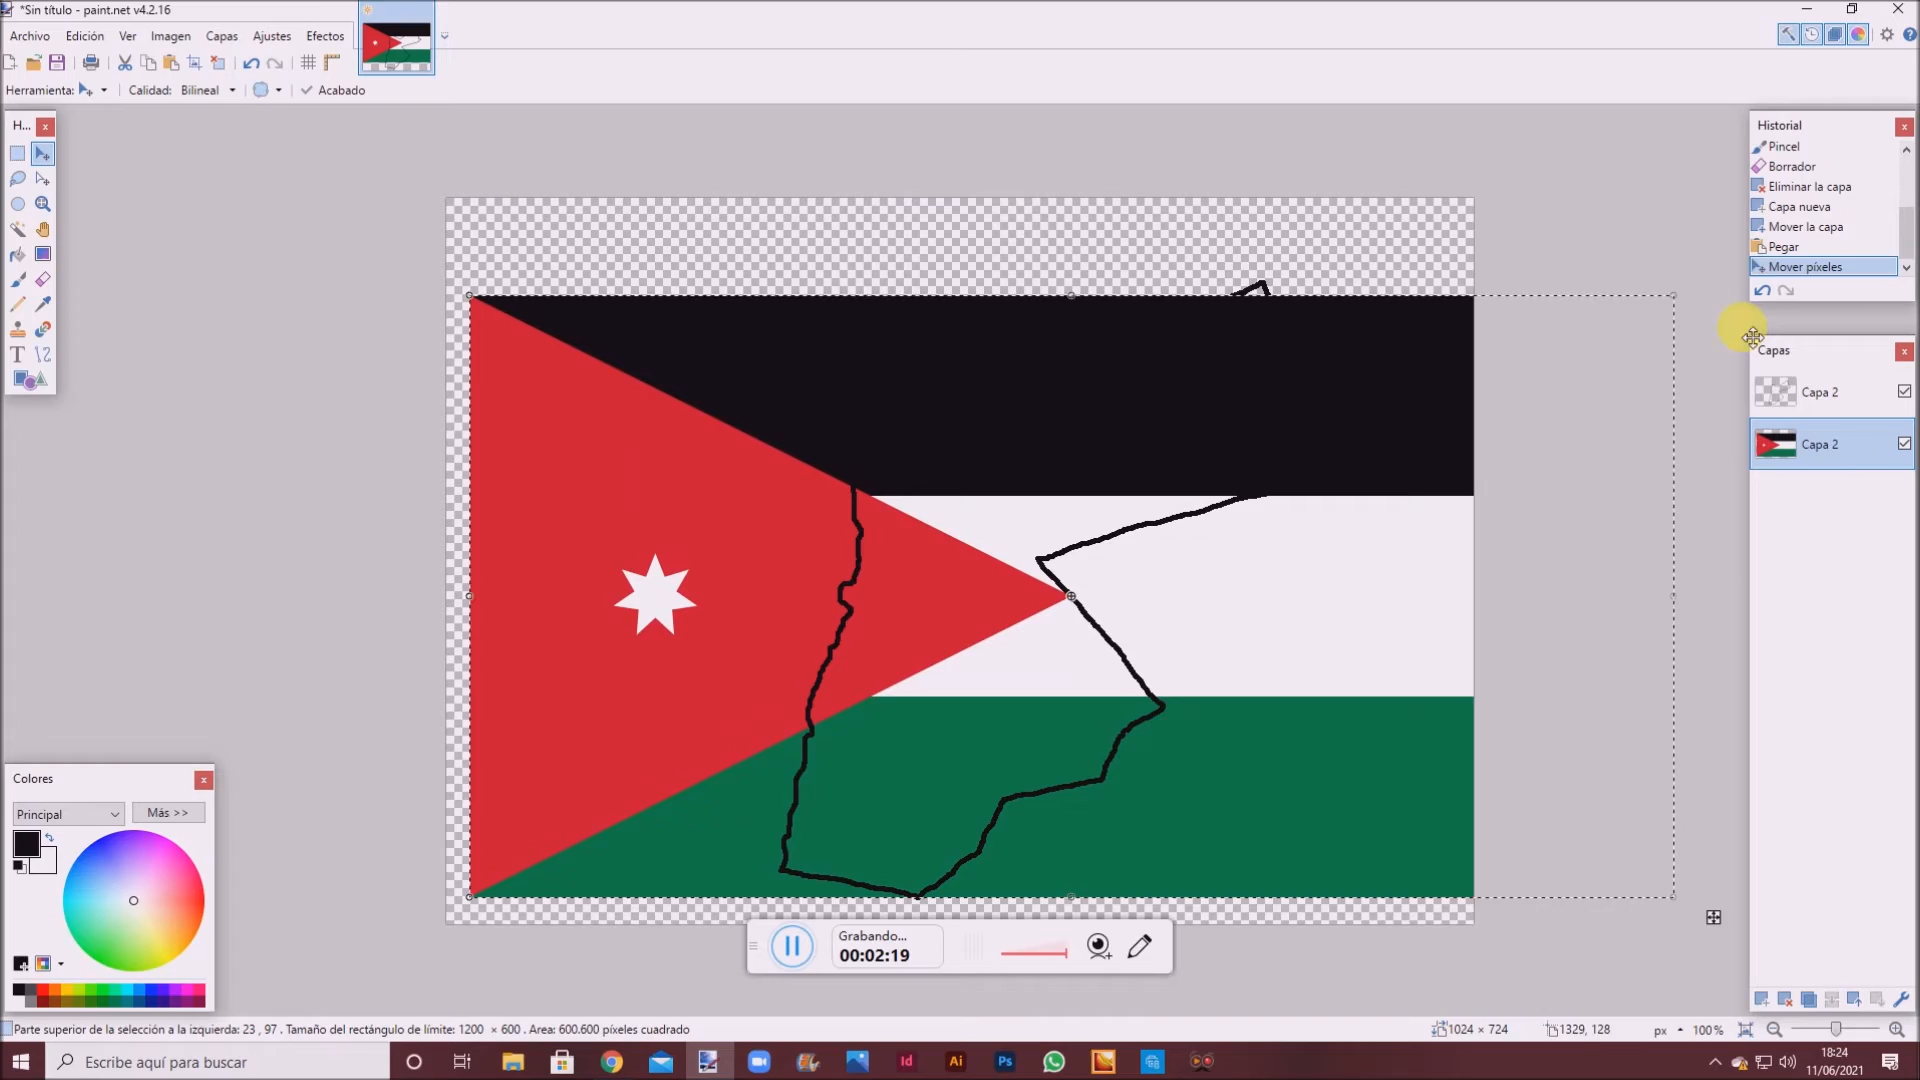 *Sin título - paint.net v4.2.16
Archivo Edición Ver Imagen Capas Ajustes Efectos
Herramienta: Calidad: Bilineal Acabado
H...
Historial
Pincel
Borrador
Eliminar la capa
Capa nueva
Mover la capa
Pegar
Mover píxeles
Capas
Capa 2
Capa 2
Colores
Principal Más >>
Grabando...
00:02:19
Parte superior de la selección a la izquierda: 23 , 97 . Tamaño del rectángulo de límite: 1200 × 600 . Area: 600.600 píxeles cuadrado
1024 × 724 1329, 128 px 100%
Escribe aquí para buscar
Id Ai Ps
18:24
11/06/2021